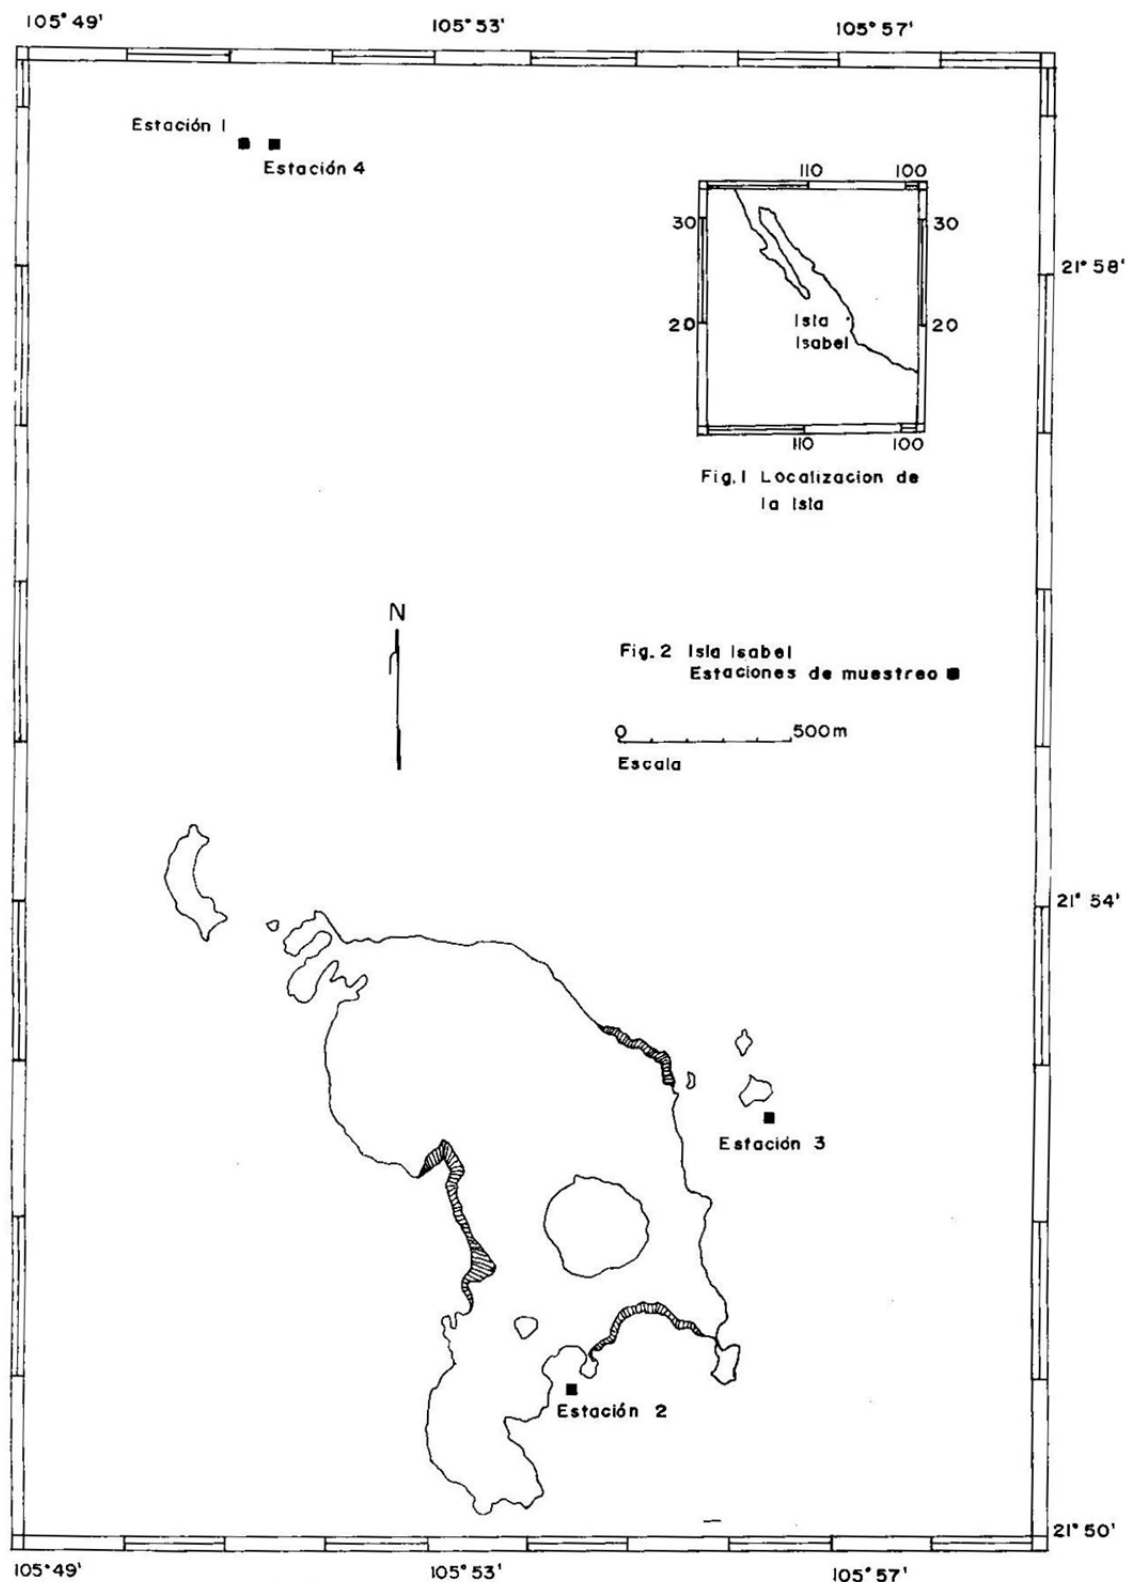 105° 49'
105° 53'
105° 57'
Estación 1
Estación 4
110
100
30
30
21° 58'
20
20
Isla
Isabel
110
100
Fig. 1 Localizacion de
la Isla
N
Fig. 2 Isla Isabel
Estaciones de muestreo
0
500m
Escala
21° 54'
Estación 3
Estación 2
21° 50'
105° 49'
105° 53'
105° 57'